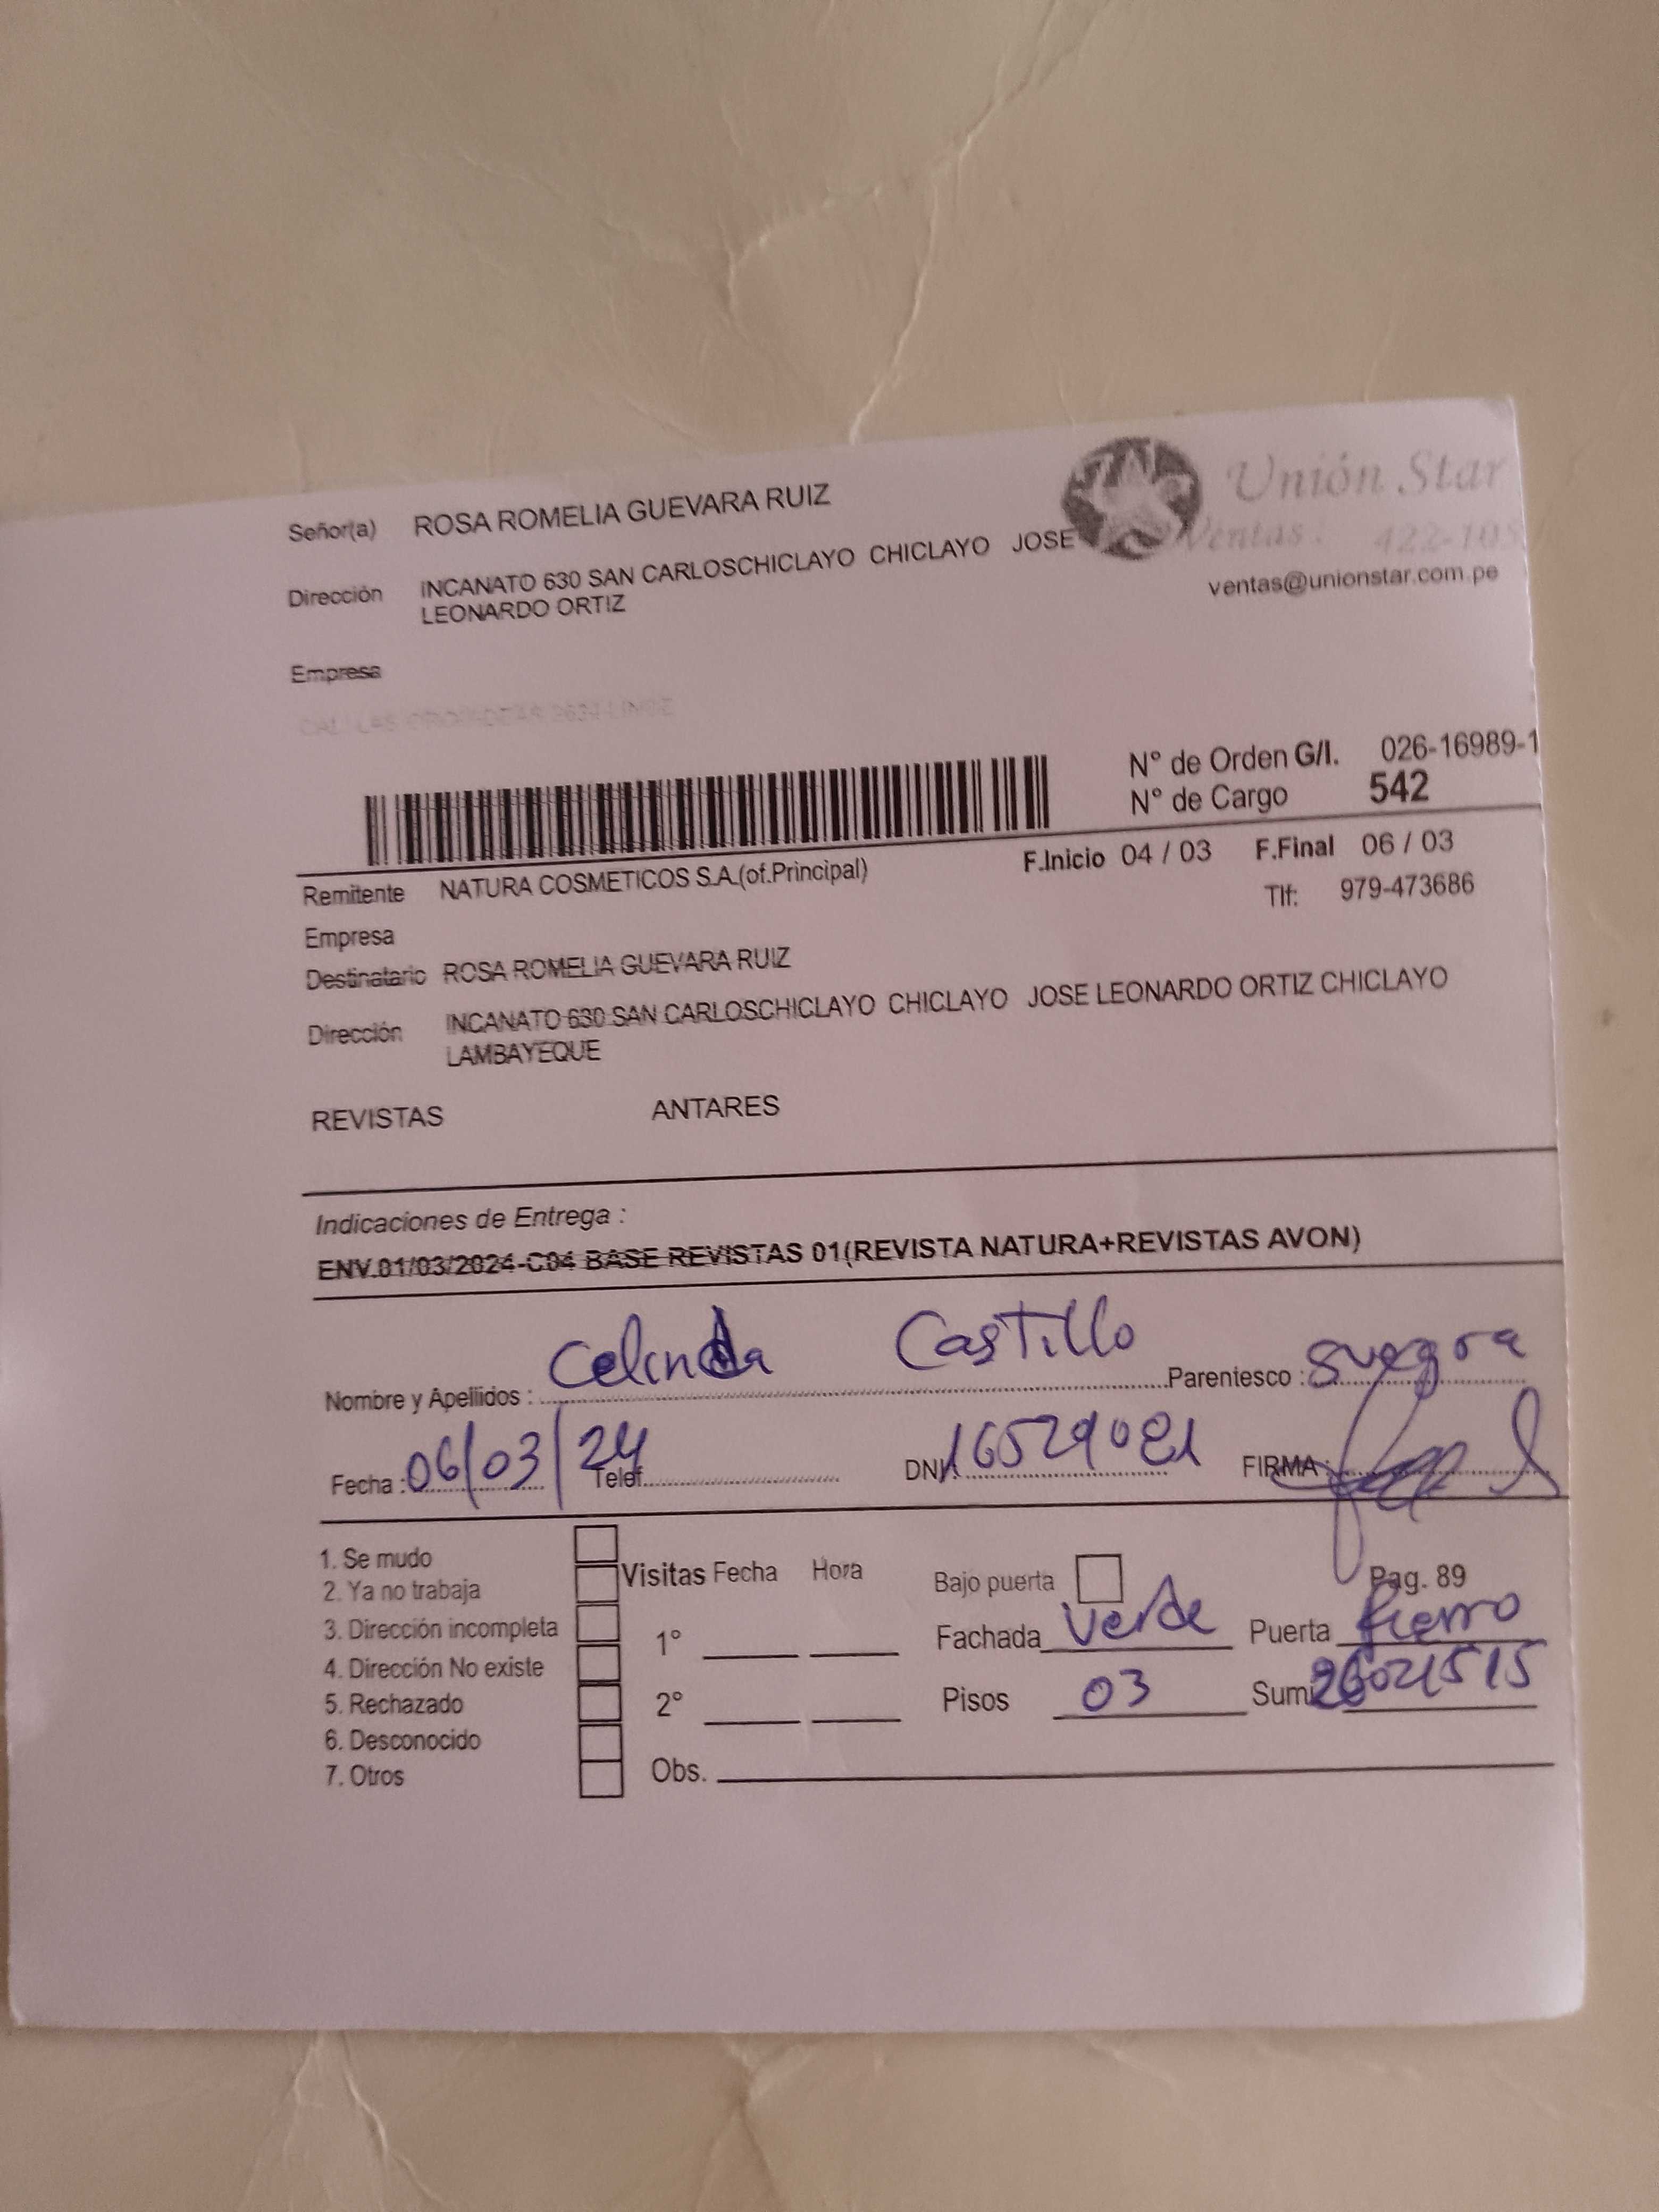 Señor(a) ROSA ROMELIA GUEVARA RUIZ
Unión Star
Ventas: 422-105
Dirección INCANATO 630 SAN CARLOSCHICLAYO CHICLAYO JOSE
LEONARDO ORTIZ
ventas@unionstar.com.pe
Empresa
N° de Orden G/I. 026-16989-1
N° de Cargo 542
F.Inicio 04 / 03 F.Final 06 / 03
Remitente NATURA COSMETICOS S.A.(of.Principal)
Tlf: 979-473686
Empresa
Destinatario ROSA ROMELIA GUEVARA RUIZ
Dirección INCANATO 630 SAN CARLOSCHICLAYO CHICLAYO JOSE LEONARDO ORTIZ CHICLAYO
LAMBAYEQUE
REVISTAS ANTARES
Indicaciones de Entrega :
ENV.01/03/2024-C04 BASE REVISTAS 01(REVISTA NATURA+REVISTAS AVON)
Nombre y Apellidos : Celinda Castillo Parentesco : suegra
Fecha : 06/03/24 Telef. DNI. 16529021 FIRMA :
1. Se mudo
2. Ya no trabaja
3. Dirección incompleta
4. Dirección No existe
5. Rechazado
6. Desconocido
7. Otros
Visitas Fecha Hora
1°
2°
Obs.
Bajo puerta Pag. 89
Fachada verde Puerta fierro
Pisos 03 Sum